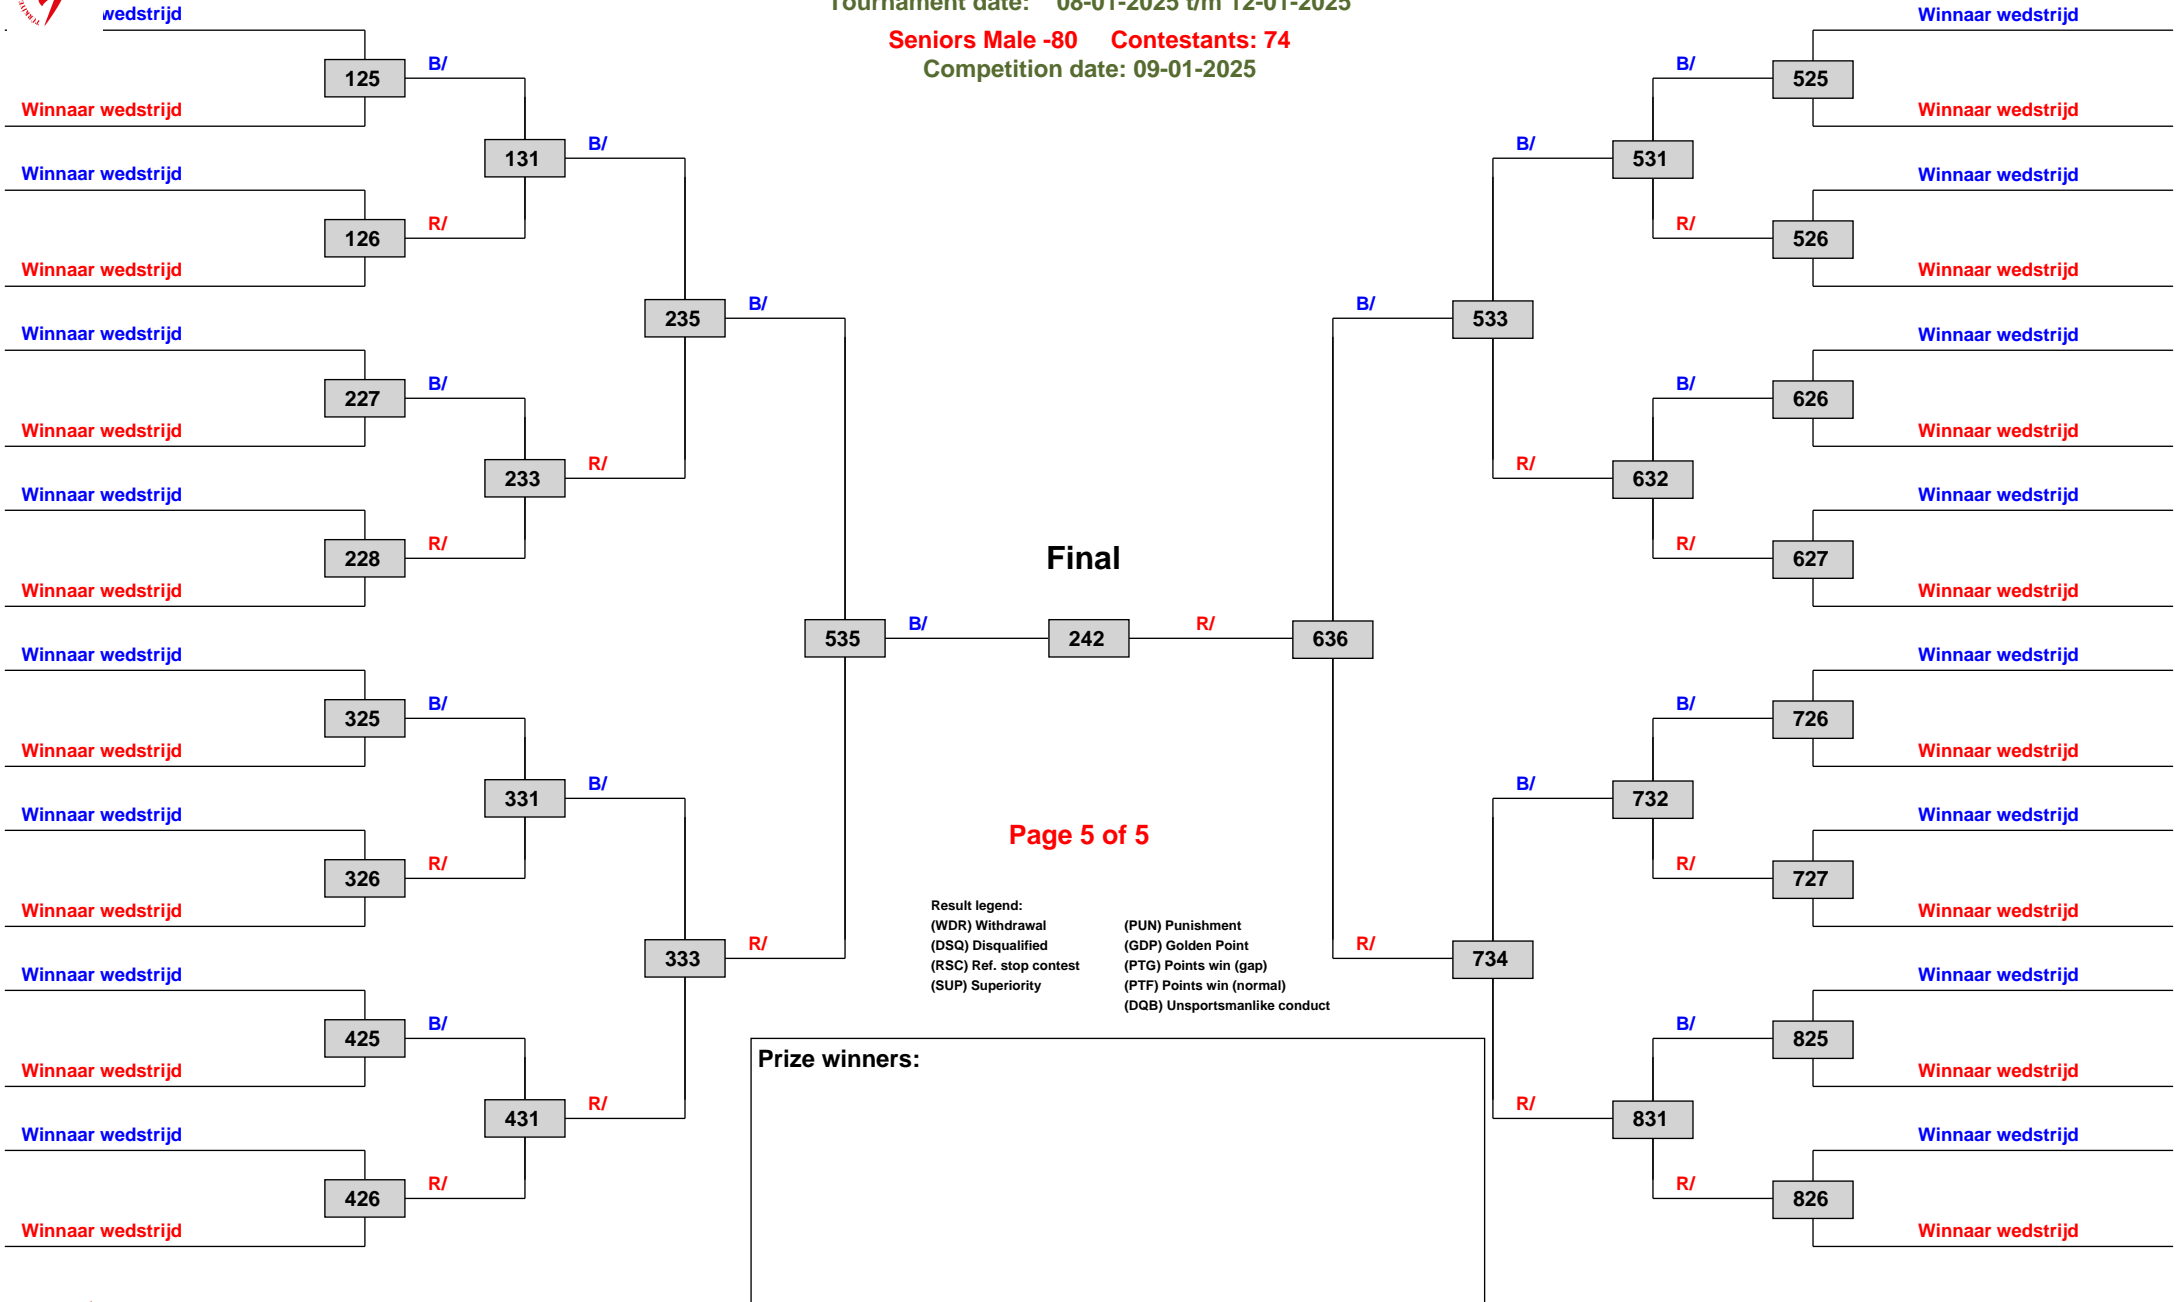 Tournament date: 08-01-2025 t/m 12-01-2025
Seniors Male -80 Contestants: 74
Competition date: 09-01-2025
wedstrijd
125
B/
Winnaar wedstrijd
131
B/
Winnaar wedstrijd
126
R/
Winnaar wedstrijd
235
B/
Winnaar wedstrijd
227
B/
Winnaar wedstrijd
233
R/
Winnaar wedstrijd
228
R/
Winnaar wedstrijd
535
B/
Winnaar wedstrijd
325
B/
Winnaar wedstrijd
331
B/
Winnaar wedstrijd
326
R/
Winnaar wedstrijd
333
R/
Winnaar wedstrijd
425
B/
Winnaar wedstrijd
431
R/
Winnaar wedstrijd
426
R/
Winnaar wedstrijd
Final
242
R/
636
Page 5 of 5
Result legend:
(WDR) Withdrawal
(DSQ) Disqualified
(RSC) Ref. stop contest
(SUP) Superiority
(PUN) Punishment
(GDP) Golden Point
(PTG) Points win (gap)
(PTF) Points win (normal)
(DQB) Unsportsmanlike conduct
Prize winners:
Winnaar wedstrijd
B/
525
Winnaar wedstrijd
B/
531
Winnaar wedstrijd
R/
526
Winnaar wedstrijd
B/
533
Winnaar wedstrijd
B/
626
Winnaar wedstrijd
R/
632
Winnaar wedstrijd
R/
627
Winnaar wedstrijd
Winnaar wedstrijd
B/
726
Winnaar wedstrijd
B/
732
Winnaar wedstrijd
R/
727
Winnaar wedstrijd
R/
734
Winnaar wedstrijd
B/
825
Winnaar wedstrijd
R/
831
Winnaar wedstrijd
R/
826
Winnaar wedstrijd